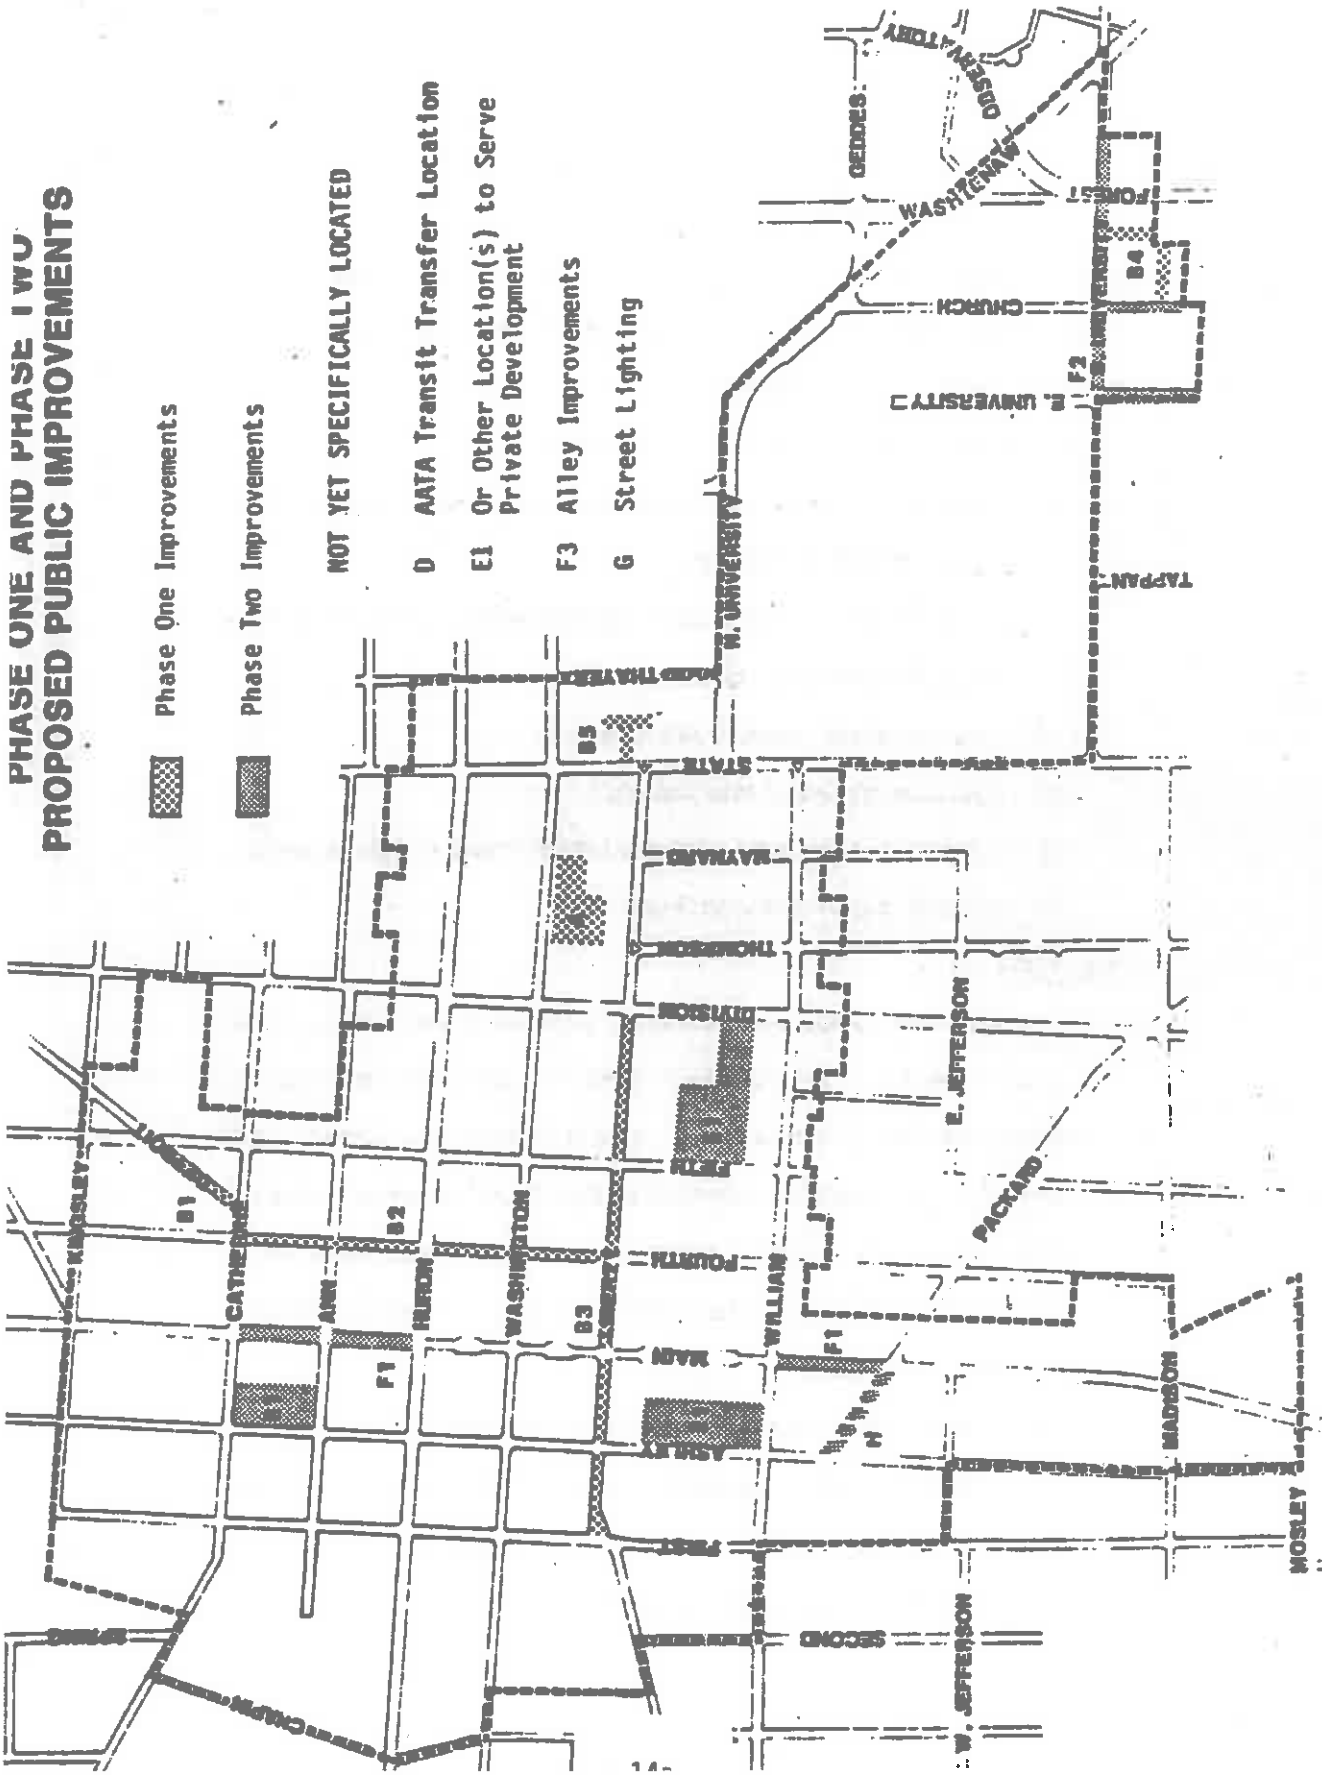 PHASE ONE AND PHASE TWO
PROPOSED PUBLIC IMPROVEMENTS
Phase One Improvements
Phase Two Improvements
NOT YET SPECIFICALLY LOCATED
D AATA Transit Transfer Location
E1 Or Other Location(s) to Serve
Private Development
F3 Alley Improvements
G Street Lighting
KINGSLEY
DETROIT
B1
CATHERINE
ANN
B2
HURON
WASHINGTON
B3
LIBERTY
WILLIAM
F1
F1
MAIN
ASHLEY
FIRST
SECOND
SPRING
CHAPIN
FOURTH
FIFTH
DIVISION
THOMPSON
MAYNARD
STATE
B5
THAYER
N. UNIVERSITY
E. JEFFERSON
W. JEFFERSON
PACKARD
MADISON
MOSLEY
H
TAPPAN
E. UNIVERSITY
F2
CHURCH
B4
FOREST
WASHTENAW
GEDDES
OBSERVATORY